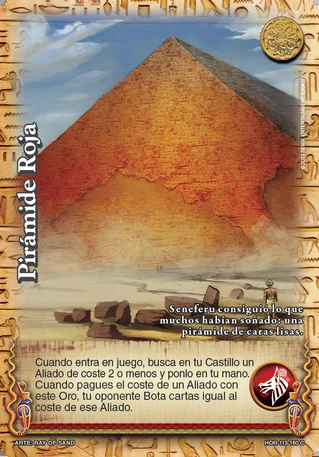 Pirámide Roja
Seneferu consiguió lo que
muchos habían soñado: una
pirámide de caras lisas.
Cuando entra en juego, busca en tu Castillo un
Aliado de coste 2 o menos y ponlo en tu mano.
Cuando pagues el coste de un Aliado con
este Oro, tu oponente Bota cartas igual al
coste de ese Aliado.
ARTE: RAY OF SAND